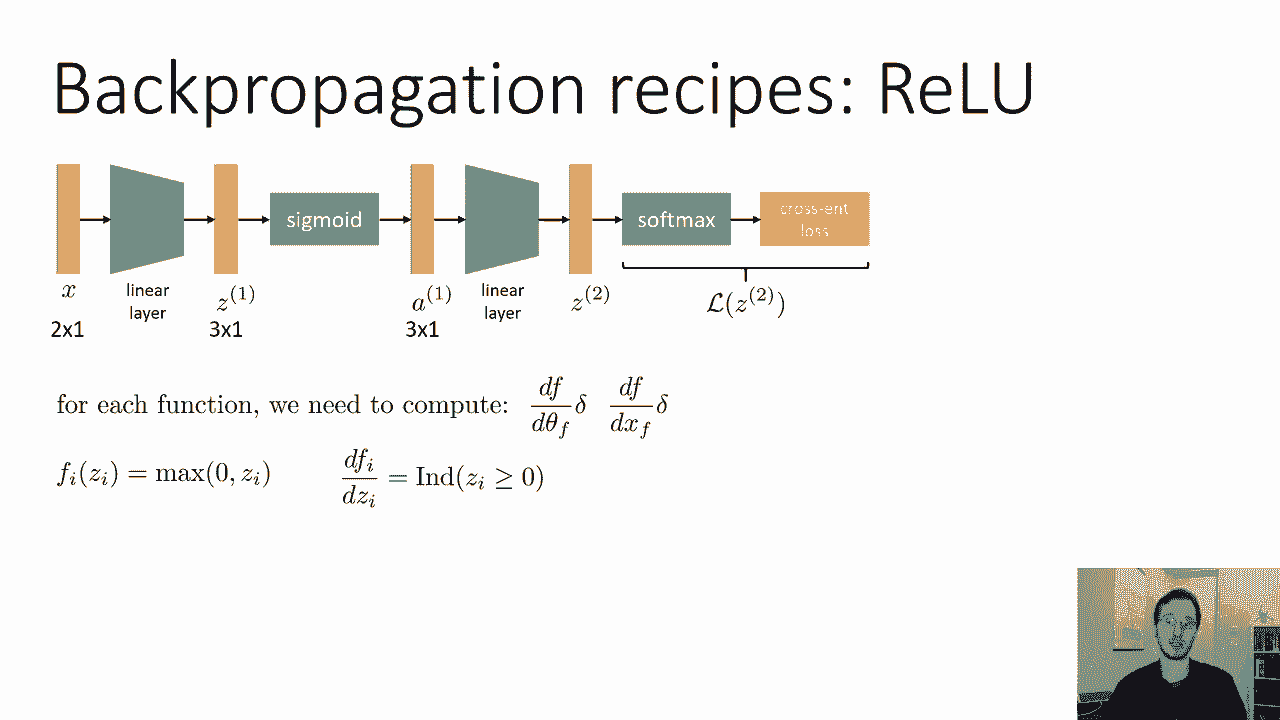 Backpropagation recipes: ReLU
sigmoid
softmax
cross-ent
loss
x
linear
layer
z^{(1)}
a^{(1)}
linear
layer
z^{(2)}
\mathcal{L}(z^{(2)})
2x1
3x1
3x1
for each function, we need to compute: \frac{df}{d\theta_f}\delta \frac{df}{dx_f}\delta
f_i(z_i) = max(0, z_i) \frac{df_i}{dz_i} = Ind(z_i ≥ 0)